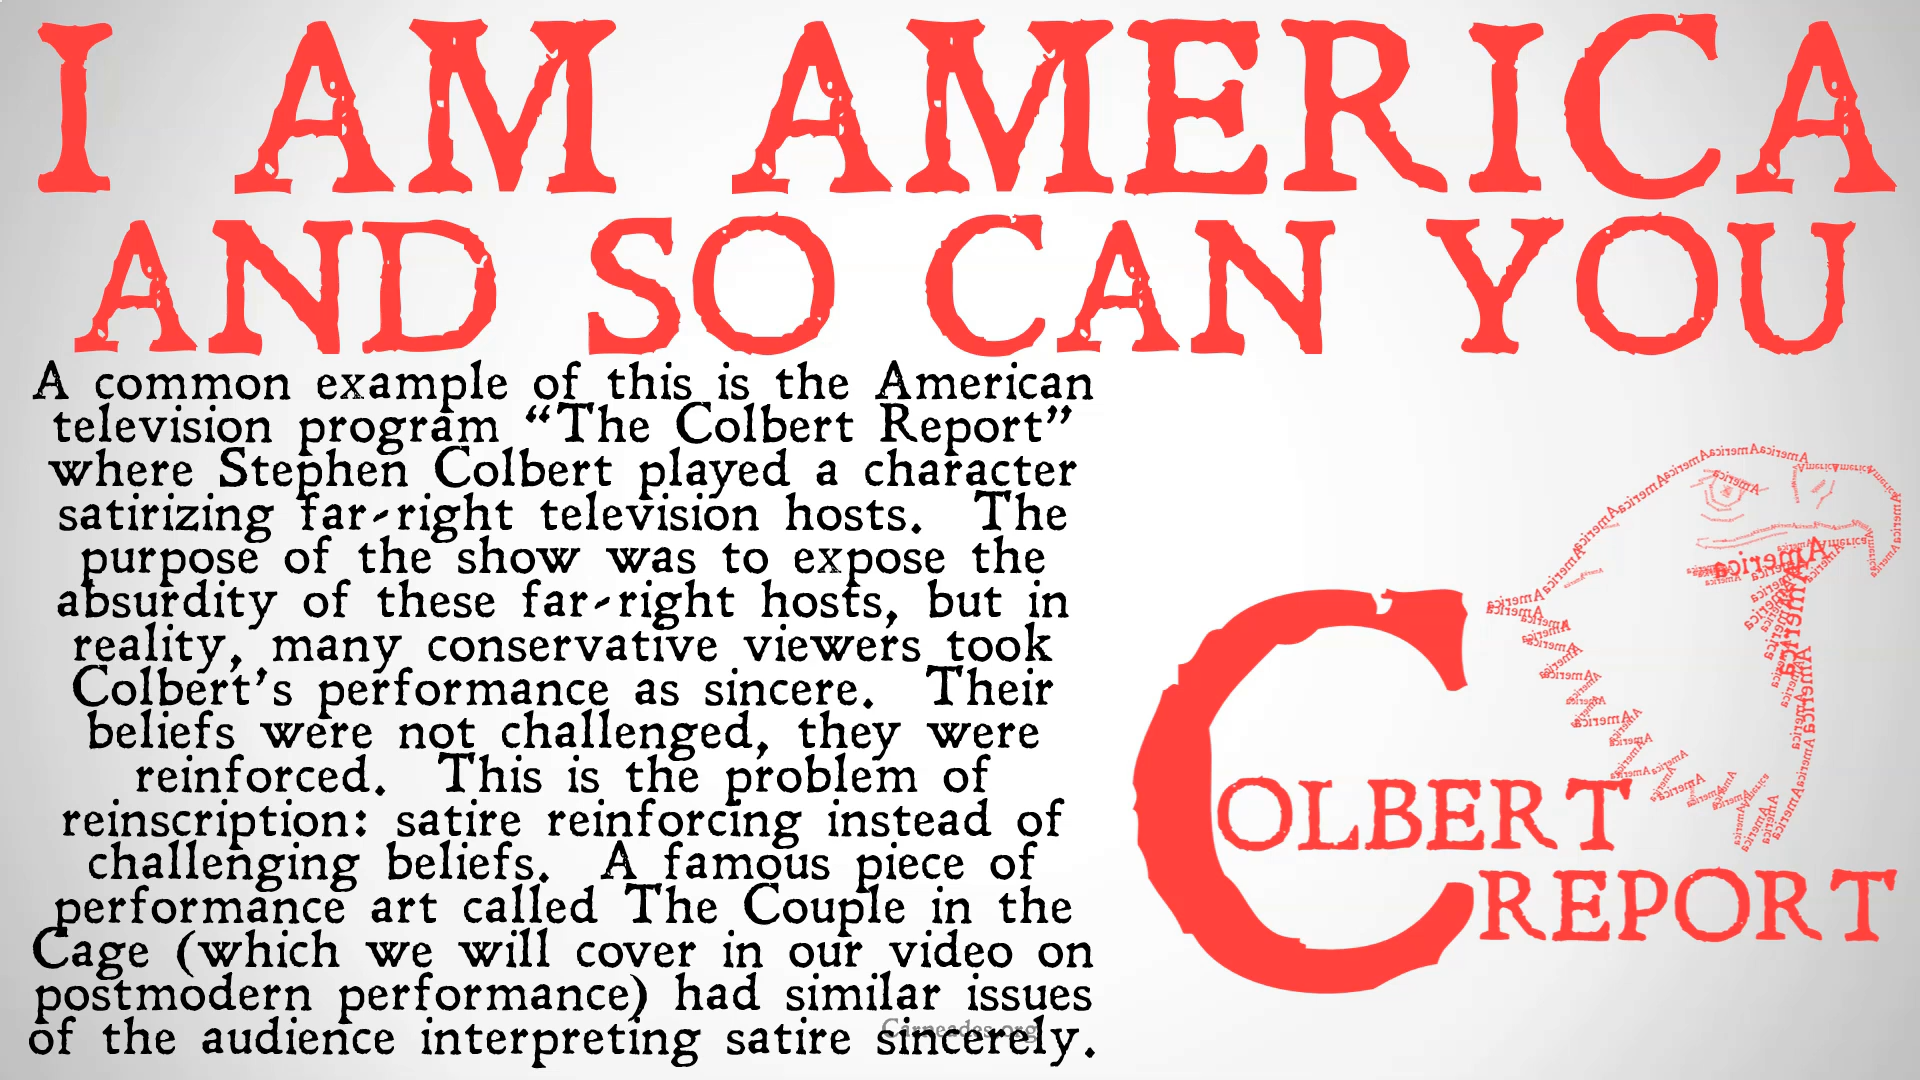 I AM AMERICA
AND SO CAN YOU
A common example of this is the American
television program “The Colbert Report”
where Stephen Colbert played a character
satirizing far-right television hosts. The
purpose of the show was to expose the
absurdity of these far-right hosts, but in
reality, many conservative viewers took
Colbert’s performance as sincere. Their
beliefs were not challenged, they were
reinforced. This is the problem of
reinscription: satire reinforcing instead of
challenging beliefs. A famous piece of
performance art called The Couple in the
Cage (which we will cover in our video on
postmodern performance) had similar issues
of the audience interpreting satire sincerely.
Carneades.org
America
America
COLBERT
REPORT